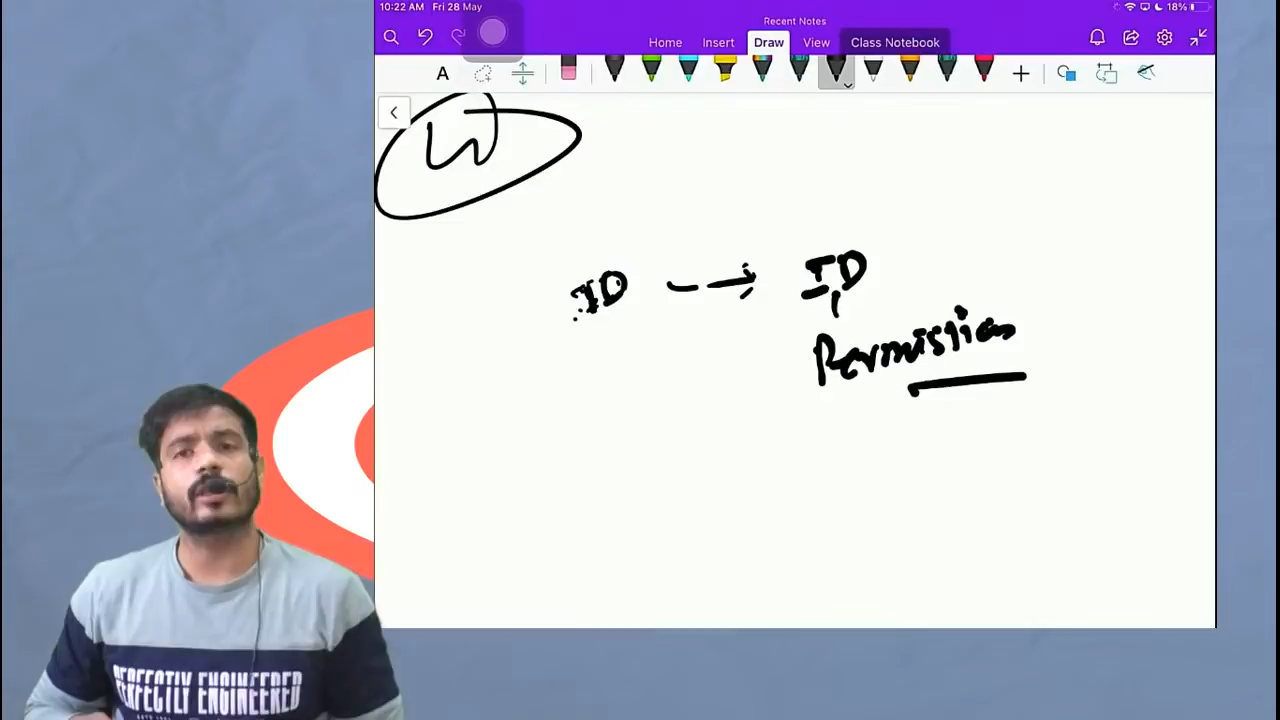 10:22 AM Fri 28 May
18%
Recent Notes
Home Insert Draw View Class Notebook
A
ID → ID
Permission
PERFECTLY ENGINEERED